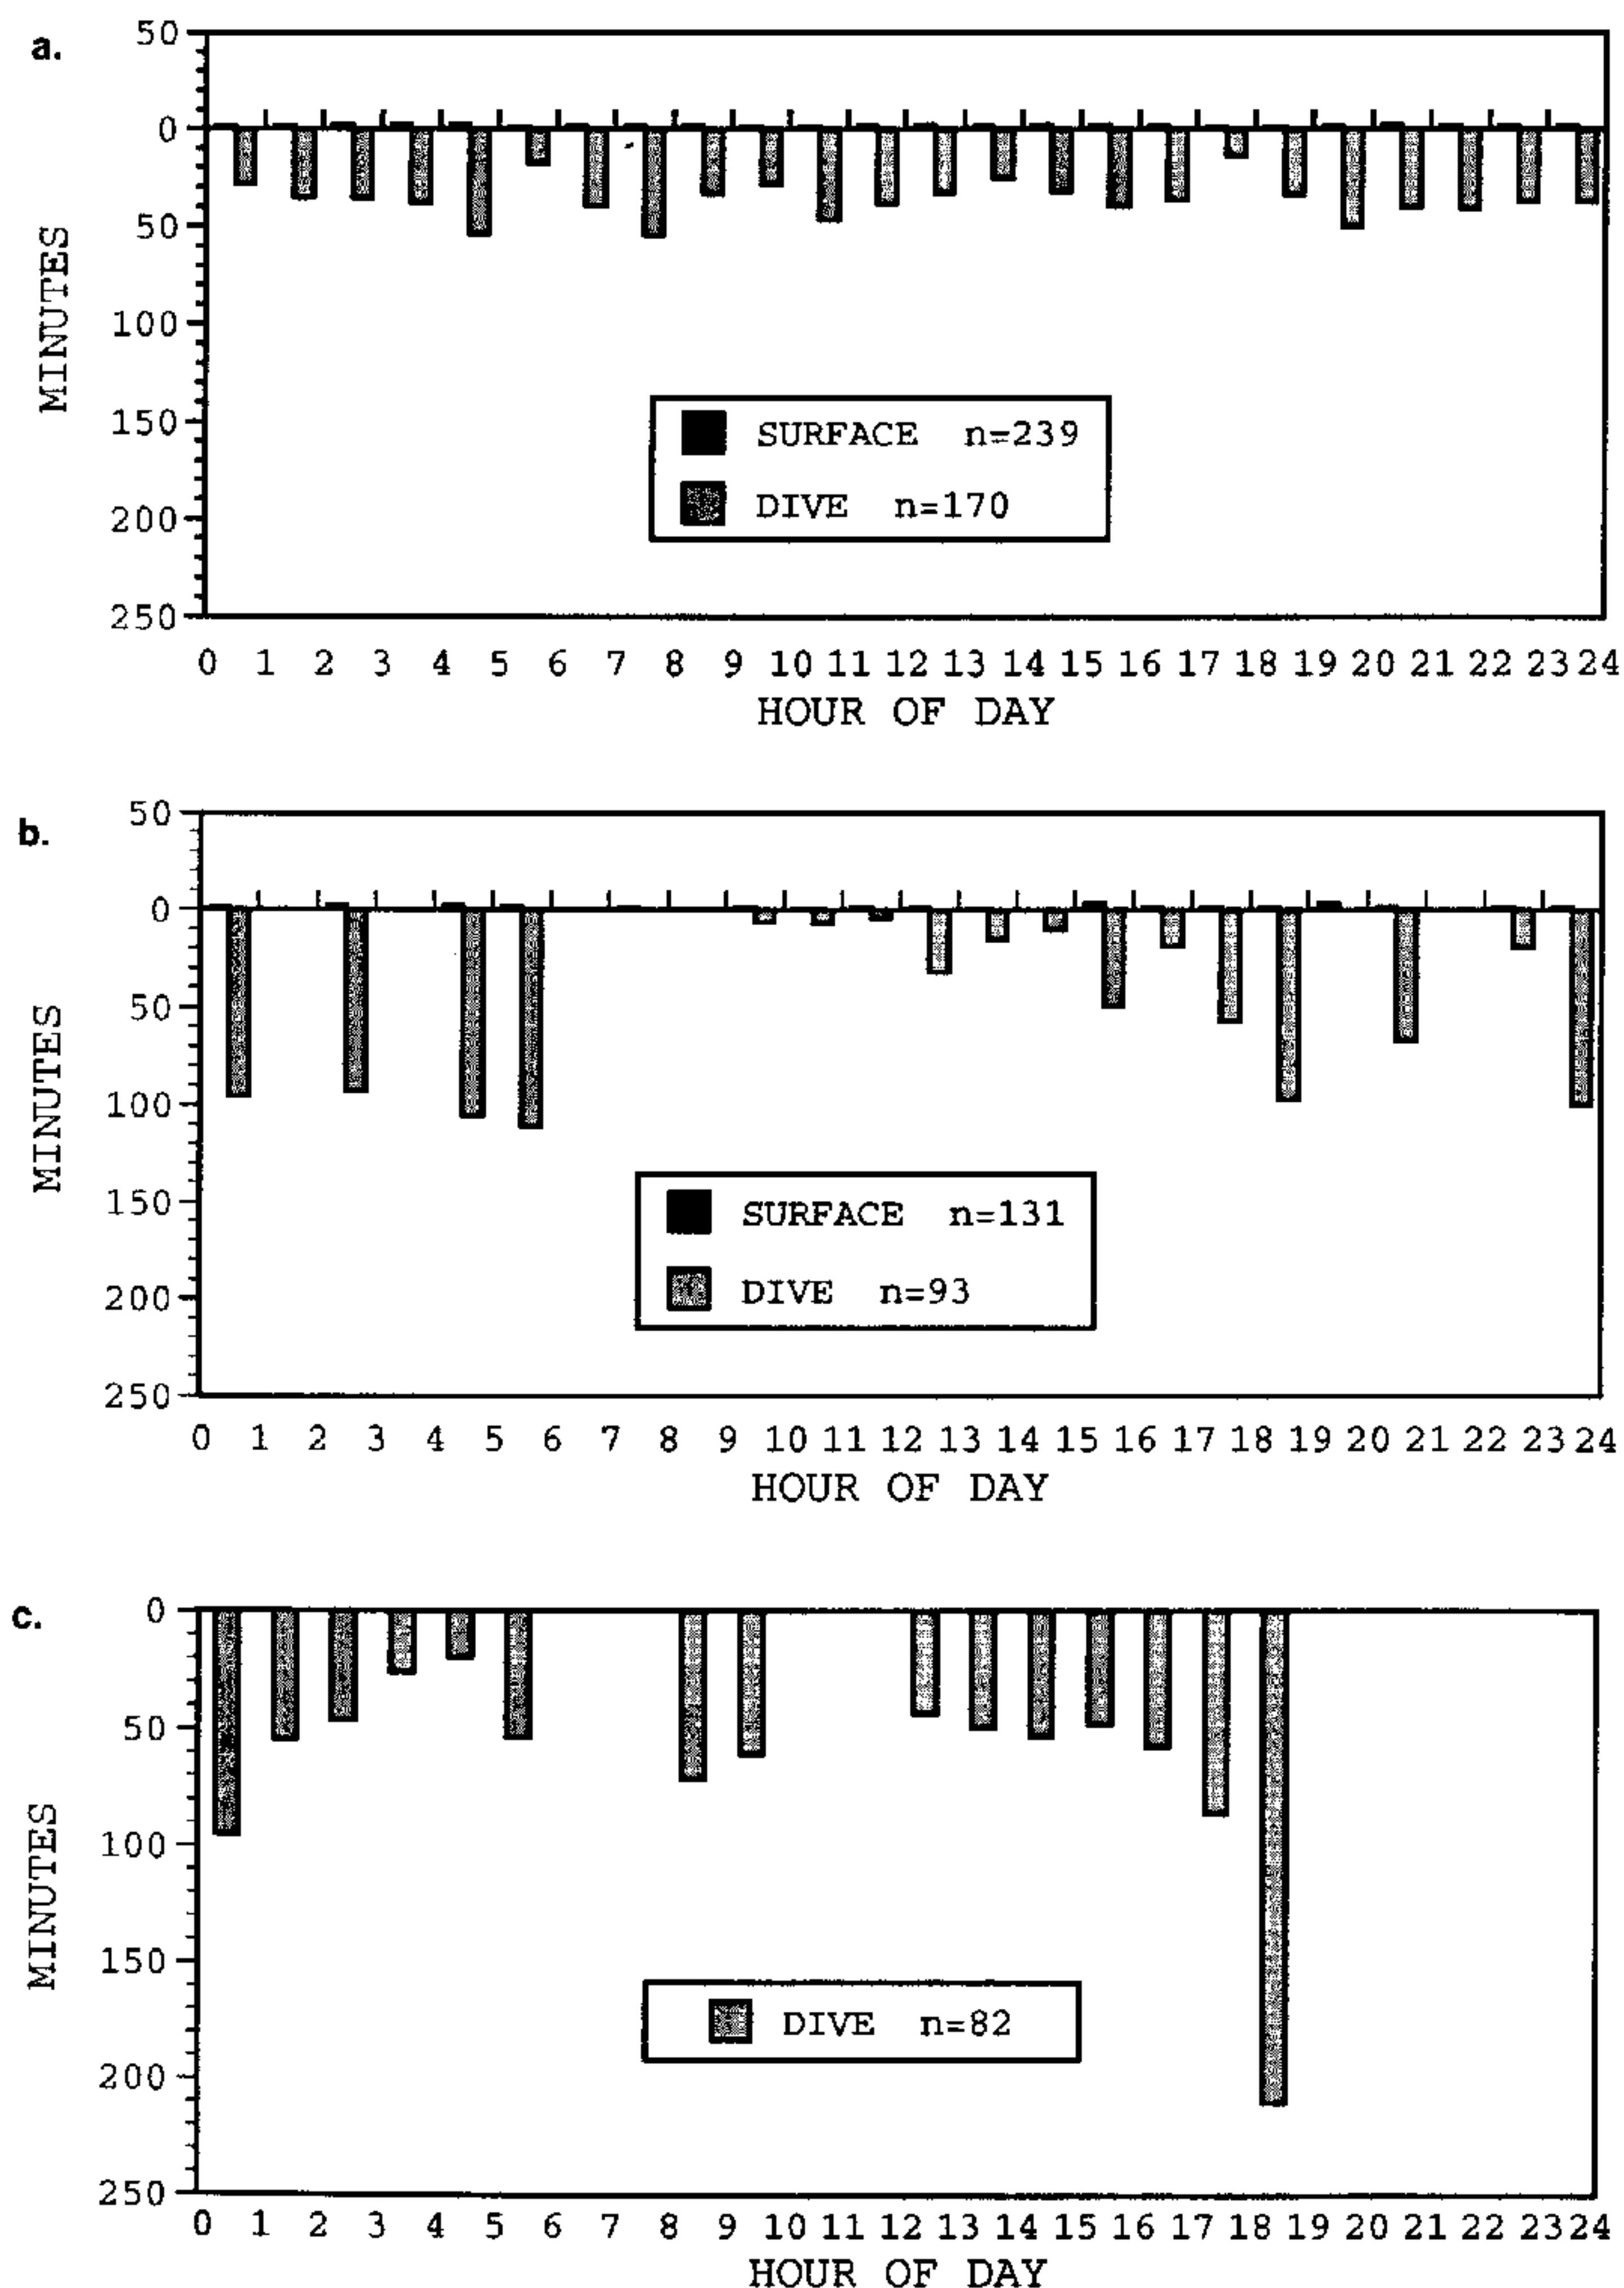 a.
50
0
50
100
150
200
250
MINUTES
SURFACE n=239
DIVE n=170
0 1 2 3 4 5 6 7 8 9 10 11 12 13 14 15 16 17 18 19 20 21 22 23 24
HOUR OF DAY
b.
50
0
50
100
150
200
250
MINUTES
SURFACE n=131
DIVE n=93
0 1 2 3 4 5 6 7 8 9 10 11 12 13 14 15 16 17 18 19 20 21 22 23 24
HOUR OF DAY
c.
0
50
100
150
200
250
MINUTES
DIVE n=82
0 1 2 3 4 5 6 7 8 9 10 11 12 13 14 15 16 17 18 19 20 21 22 23 24
HOUR OF DAY